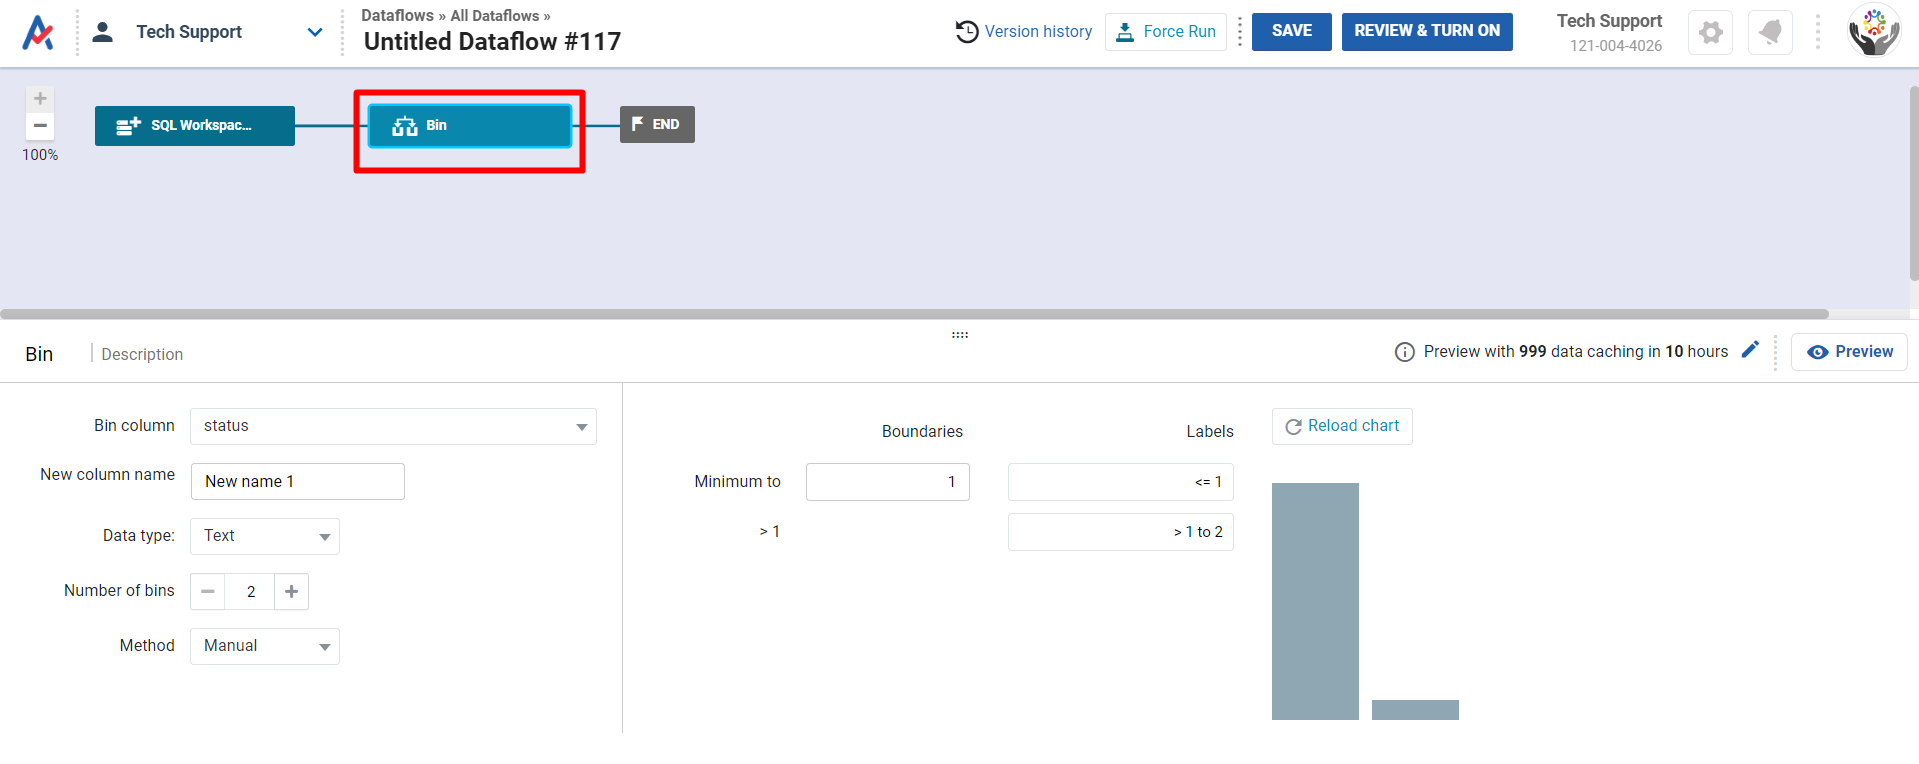 Tech Support
Dataflows » All Dataflows »
Untitled Dataflow #117
Version history
Force Run
SAVE
REVIEW & TURN ON
Tech Support
121-004-4026
100%
SQL Workspac...
Bin
END
Bin
Description
Preview with 999 data caching in 10 hours
Preview
Bin column
status
New column name
New name 1
Data type:
Text
Number of bins
2
Method
Manual
Boundaries
Labels
Minimum to
1
<= 1
> 1
> 1 to 2
Reload chart